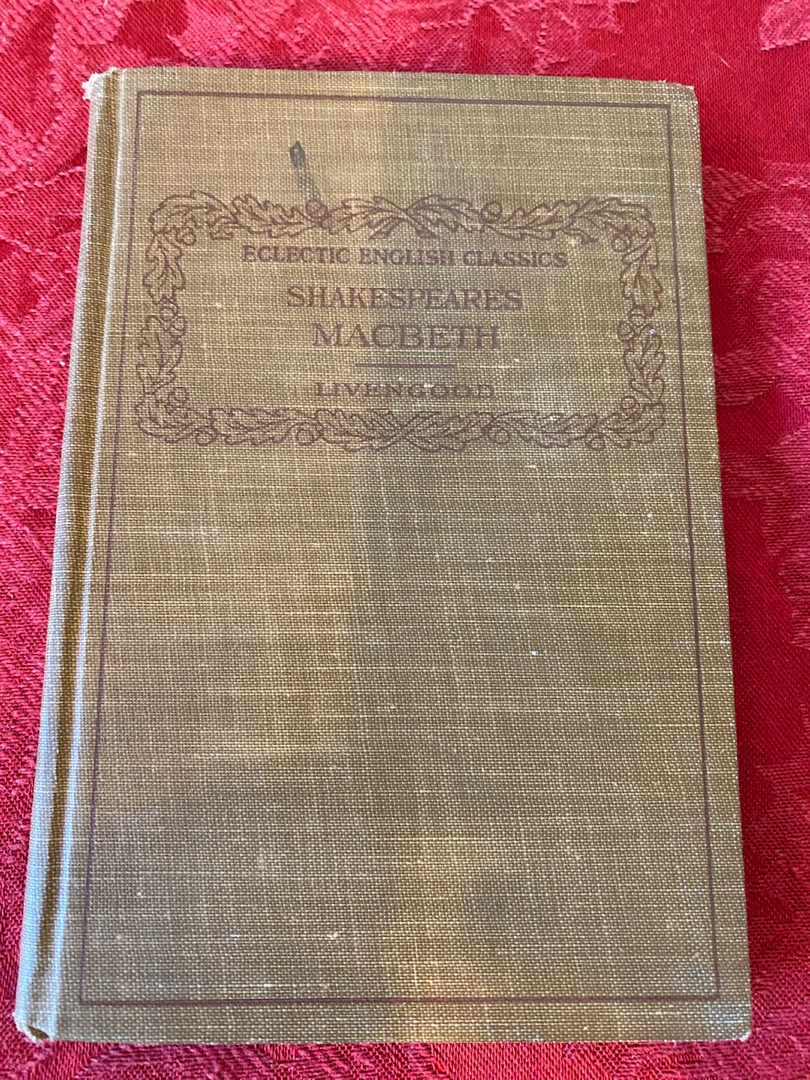 ECLECTIC ENGLISH CLASSICS
SHAKESPEARE'S
MACBETH
LIVENGOOD